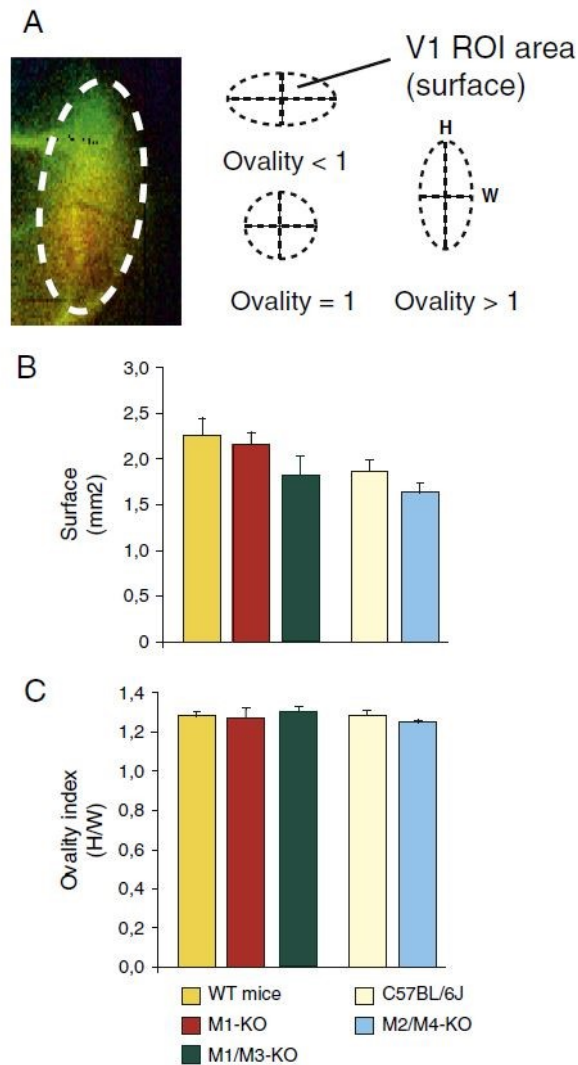 A
V1 ROI area
(surface)
Ovality < 1
H
W
Ovality = 1
Ovality > 1
B
3,0
2,5
2,0
1,5
1,0
0,5
0
Surface
(mm2)
C
1,4
1,2
1,0
0,8
0,6
0,4
0,2
0,0
Ovality index
(H/W)
WT mice
C57BL/6J
M1-KO
M2/M4-KO
M1/M3-KO